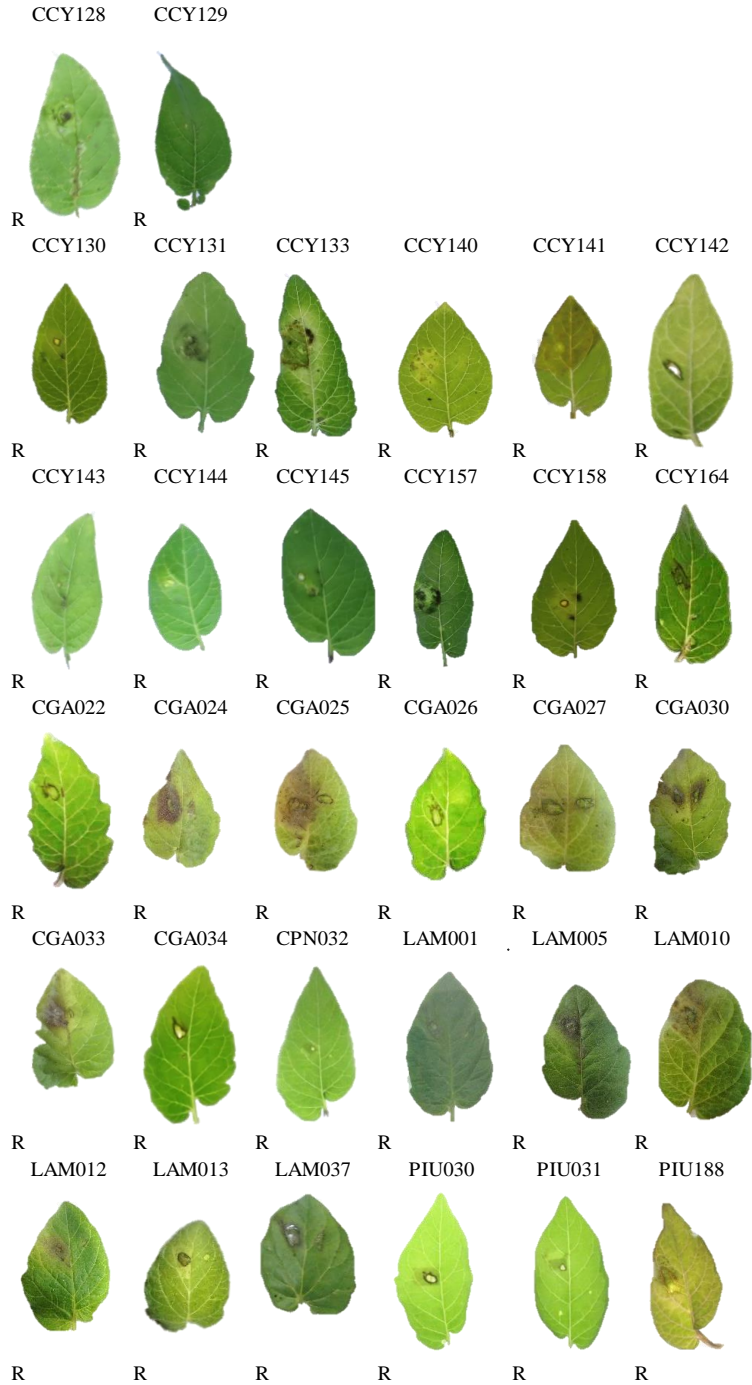 CCY128 CCY129
R R
CCY130 CCY131 CCY133 CCY140 CCY141 CCY142
R R R R R R
CCY143 CCY144 CCY145 CCY157 CCY158 CCY164
R R R R R R
CGA022 CGA024 CGA025 CGA026 CGA027 CGA030
R R R R R R
CGA033 CGA034 CPN032 LAM001 . LAM005 LAM010
R R R R R R
LAM012 LAM013 LAM037 PIU030 PIU031 PIU188
R R R R R R